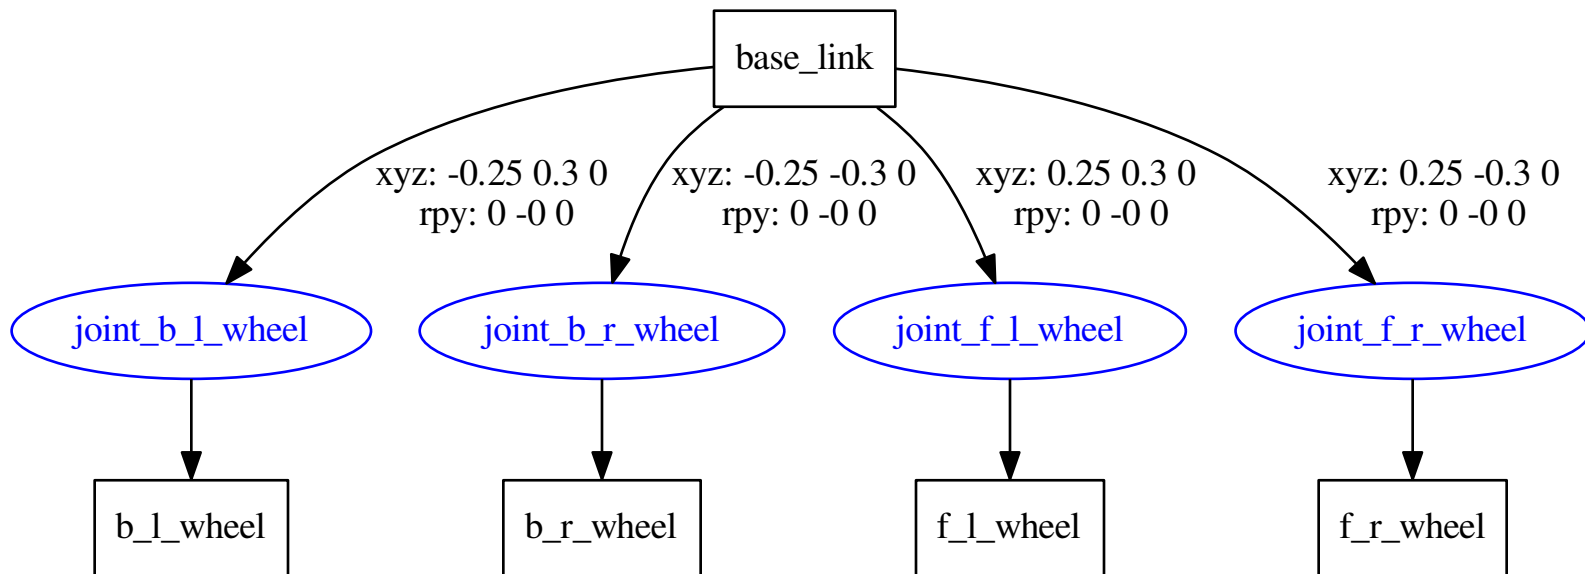 base_link
xyz: -0.25 0.3 0
rpy: 0 -0 0
xyz: -0.25 -0.3 0
rpy: 0 -0 0
xyz: 0.25 0.3 0
rpy: 0 -0 0
xyz: 0.25 -0.3 0
rpy: 0 -0 0
joint_b_l_wheel
joint_b_r_wheel
joint_f_l_wheel
joint_f_r_wheel
b_l_wheel
b_r_wheel
f_l_wheel
f_r_wheel